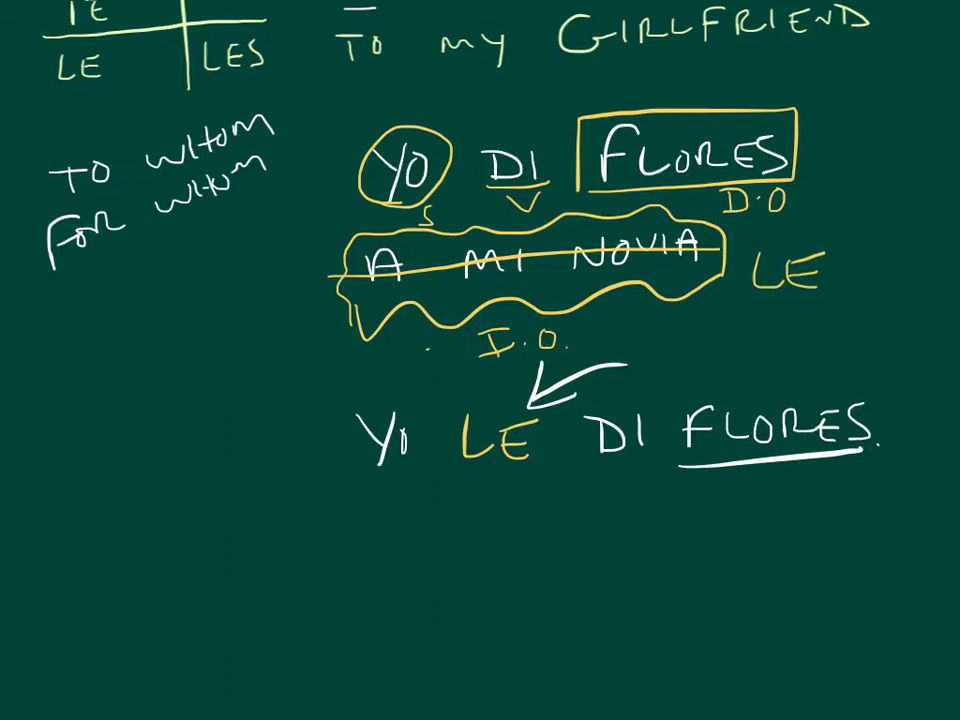 TE
LE LES
TO MY GIRLFRIEND
TO WHOM
FOR WHOM
YO DI FLORES
S V D.O
A MI NOVIA LE
I.O.
YO LE DI FLORES.